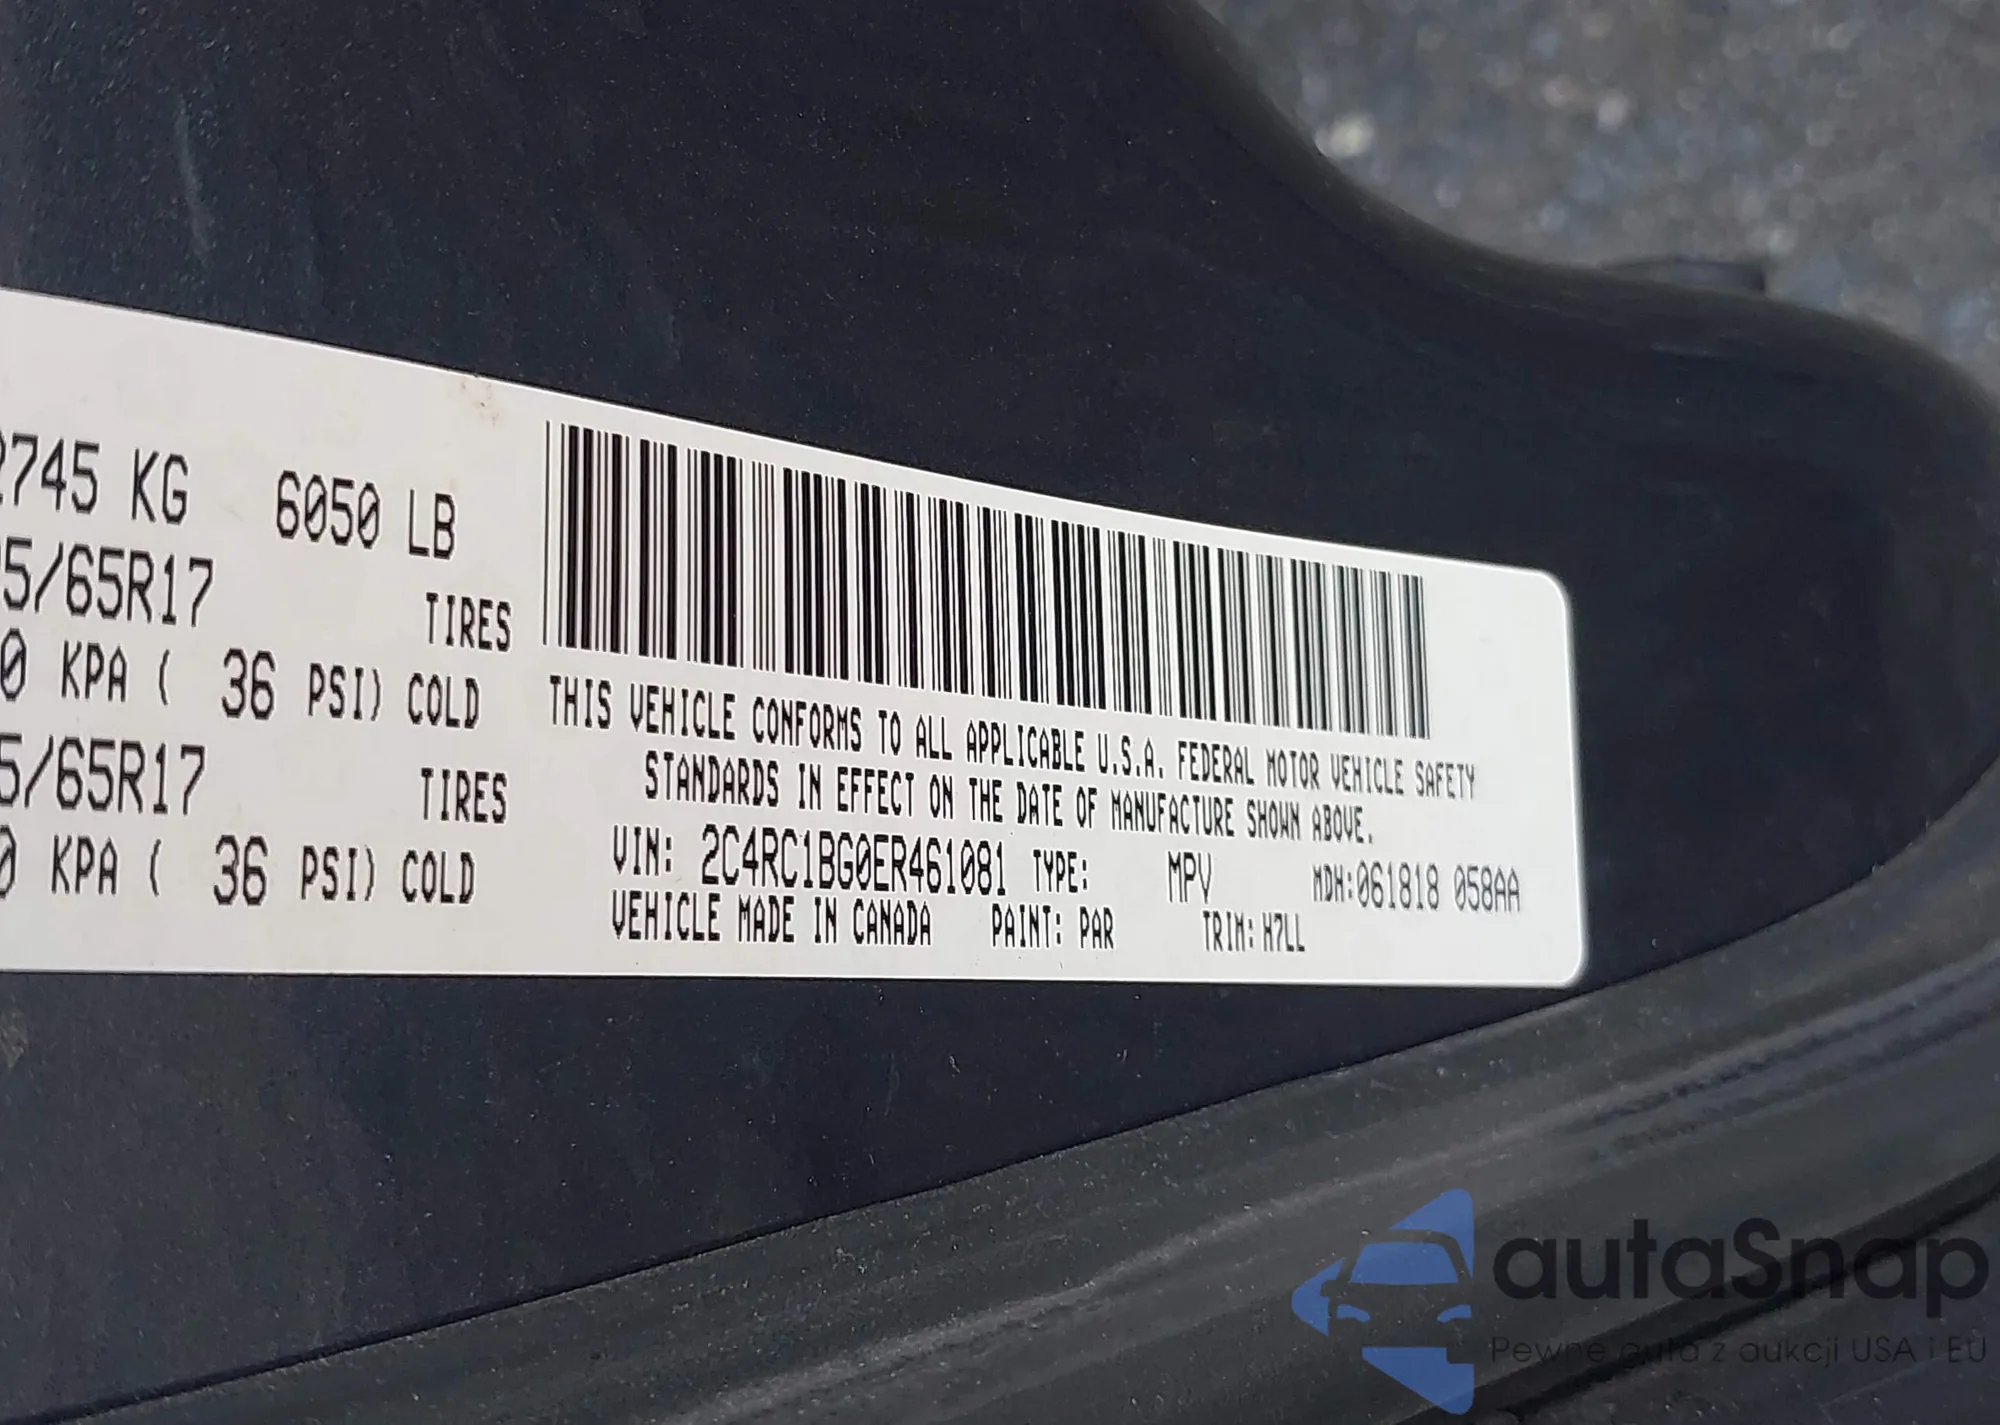 2745 KG 6050 LB
5/65R17 TIRES
0 KPA ( 36 PSI) COLD
5/65R17 TIRES
0 KPA ( 36 PSI) COLD
THIS VEHICLE CONFORMS TO ALL APPLICABLE U.S.A. FEDERAL MOTOR VEHICLE SAFETY
STANDARDS IN EFFECT ON THE DATE OF MANUFACTURE SHOWN ABOVE.
VIN: 2C4RC1BG0ER461081 TYPE: MPV MDH:061818 058AA
VEHICLE MADE IN CANADA PAINT: PAR TRIM: H7LL
autaSnap
Pewne auta z aukcji USA i EU